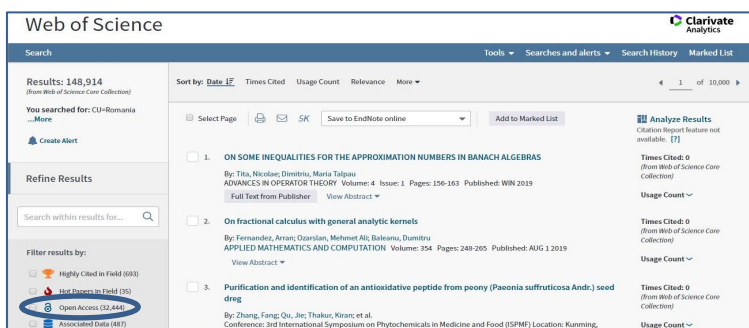 Web of Science
Clarivate
Analytics
Search
Tools
Searches and alerts
Search History
Marked List
Results: 148,914
(from Web of Science Core Collection)
You searched for: CU=Romania
...More
Create Alert
Refine Results
Search within results for...
Filter results by:
Highly Cited in Field (693)
Hot Papers in Field (35)
Open Access (32,444)
Associated Data (487)
Sort by: Date Times Cited Usage Count Relevance More
1 of 10,000
Select Page 5K Save to EndNote online Add to Marked List
1. ON SOME INEQUALITIES FOR THE APPROXIMATION NUMBERS IN BANACH ALGEBRAS
By: Tita, Nicolae; Dimitriu, Maria Talpau
ADVANCES IN OPERATOR THEORY Volume: 4 Issue: 1 Pages: 156-163 Published: WIN 2019
Full Text from Publisher View Abstract
2. On fractional calculus with general analytic kernels
By: Fernandez, Arran; Ozarslan, Mehmet Ali; Baleanu, Dumitru
APPLIED MATHEMATICS AND COMPUTATION Volume: 354 Pages: 248-265 Published: AUG 1 2019
View Abstract
3. Purification and identification of an antioxidative peptide from peony (Paeonia suffruticosa Andr.) seed
dreg
By: Zhang, Fang; Qu, Jie; Thakur, Kiran; et al.
Conference: 3rd International Symposium on Phytochemicals in Medicine and Food (ISPMF) Location: Kunming,
Analyze Results
Citation Report feature not
available. [?]
Times Cited: 0
(from Web of Science Core
Collection)
Usage Count
Times Cited: 0
(from Web of Science Core
Collection)
Usage Count
Times Cited: 0
(from Web of Science Core
Collection)
Usage Count